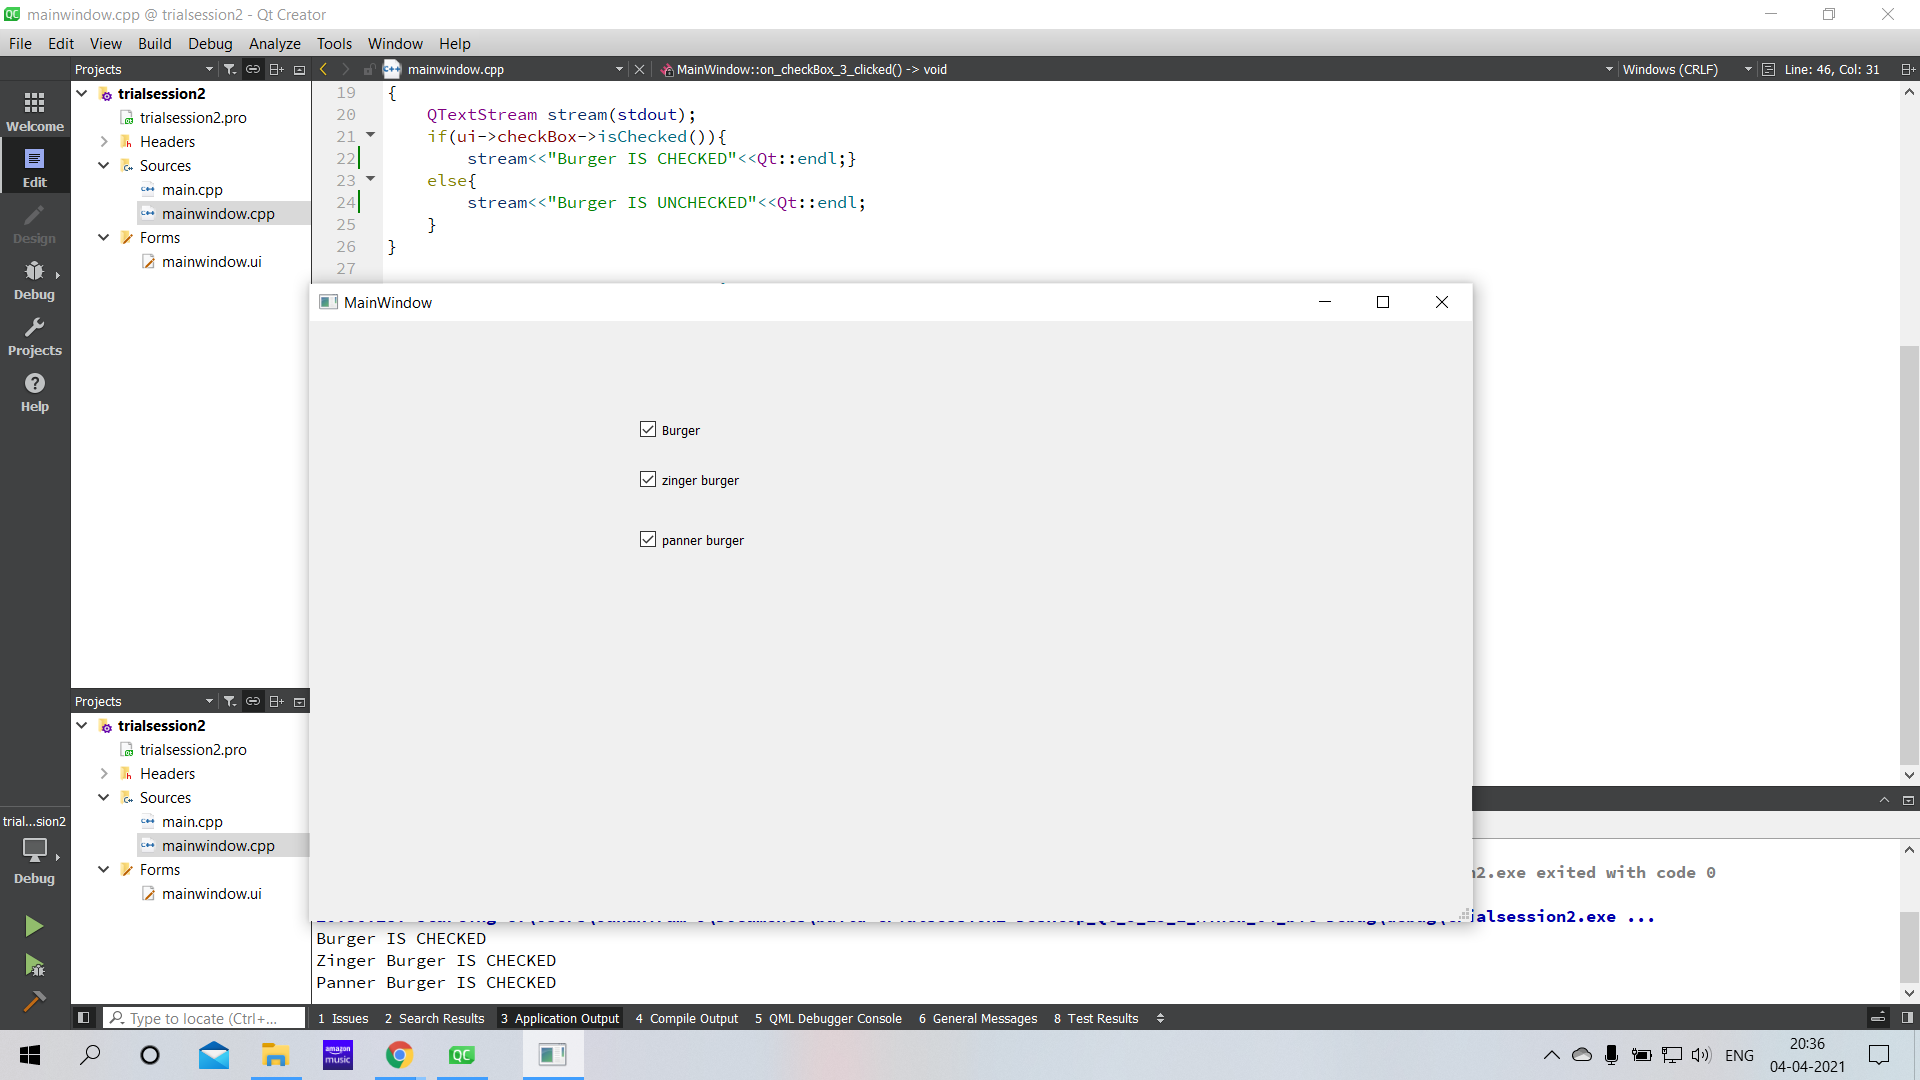 mainwindow.cpp @ trialsession2 - Qt Creator
File Edit View Build Debug Analyze Tools Window Help
Projects
mainwindow.cpp
MainWindow::on_checkBox_3_clicked() -> void
Windows (CRLF)
Line: 46, Col: 31
Welcome
Edit
Design
Debug
Projects
Help
trialsession2
trialsession2.pro
Headers
Sources
main.cpp
mainwindow.cpp
Forms
mainwindow.ui
19 {
20 QTextStream stream(stdout);
21 if(ui->checkBox->isChecked()){
22 stream<<"Burger IS CHECKED"<<Qt::endl;}
23 else{
24 stream<<"Burger IS UNCHECKED"<<Qt::endl;
25 }
26 }
27
MainWindow
Burger
zinger burger
panner burger
Projects
trialsession2
trialsession2.pro
Headers
Sources
main.cpp
mainwindow.cpp
Forms
mainwindow.ui
trial...sion2
Debug
2.exe exited with code 0
ialsession2.exe ...
Burger IS CHECKED
Zinger Burger IS CHECKED
Panner Burger IS CHECKED
Type to locate (Ctrl+...
1 Issues 2 Search Results 3 Application Output 4 Compile Output 5 QML Debugger Console 6 General Messages 8 Test Results
amazon
music
QC
ENG
20:36
04-04-2021